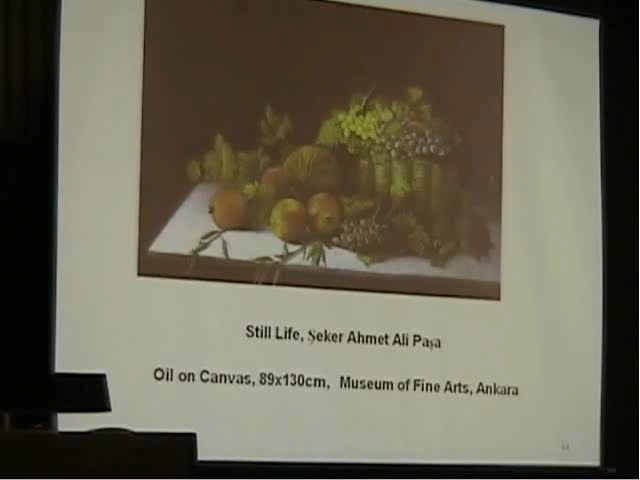 Still Life, Şeker Ahmet Ali Paşa
Oil on Canvas, 89x130cm, Museum of Fine Arts, Ankara